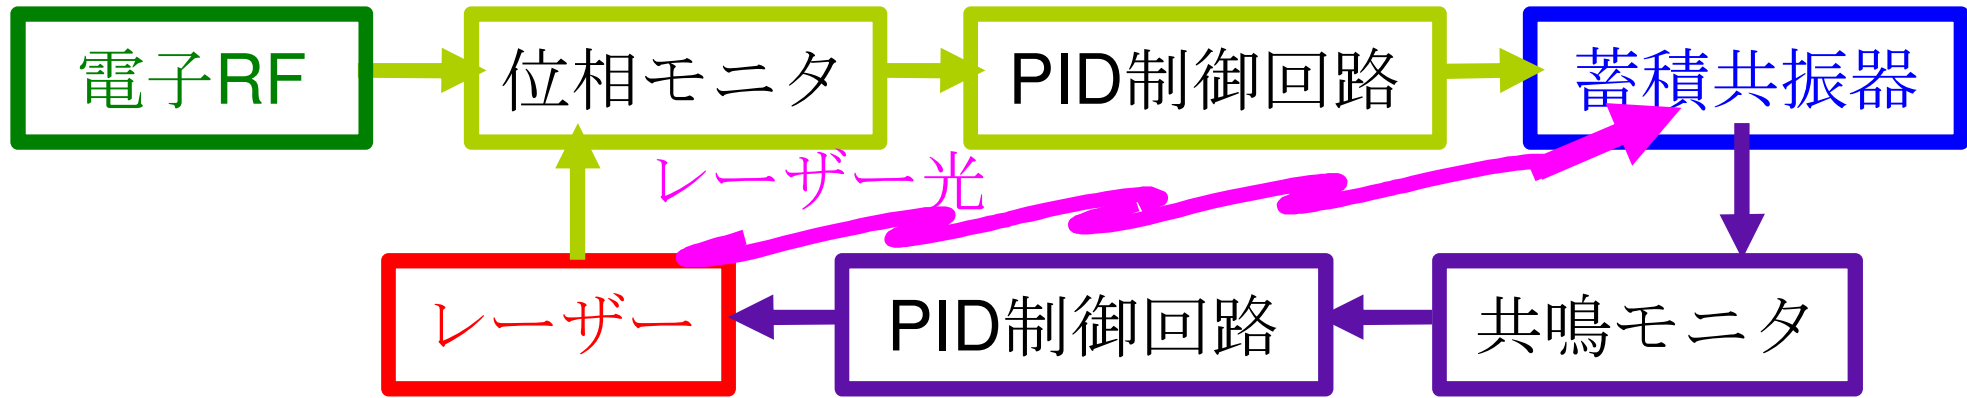 電子RF
位相モニタ
PID制御回路
蓄積共振器
レーザー光
レーザー
PID制御回路
共鳴モニタ